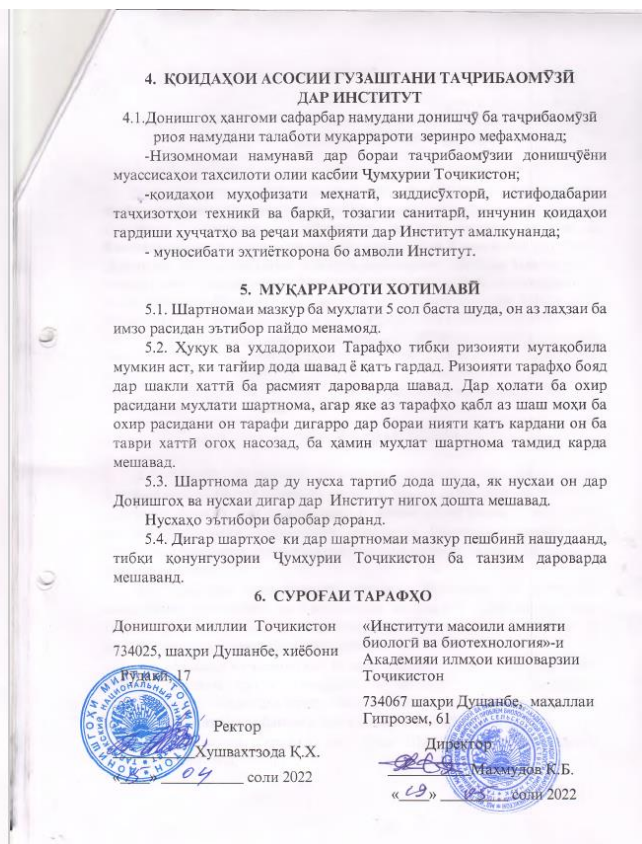 4. ҚОИДАҲОИ АСОСИИ ГУЗАШТАНИ ТАҶРИБАОМӮЗӢ
ДАР ИНСТИТУТ
4.1.Донишгоҳ ҳангоми сафарбар намудани донишҷӯ ба таҷрибаомӯзӣ
риоя намудани талаботи муқаррароти зеринро мефаҳмонад;
-Низомномаи намунавӣ дар бораи таҷрибаомӯзии донишҷӯёни
муассисаҳои таҳсилоти олии касбии Ҷумҳурии Тоҷикистон;
-қоидаҳои муҳофизати меҳнатӣ, зиддисӯхторӣ, истифодабарии
таҷҳизотҳои техникӣ ва барқӣ, тозагии санитарӣ, инчунин қоидаҳои
гардиши ҳуҷҷатҳо ва реҷаи махфияти дар Институт амалкунанда;
- муносибати эҳтиёткорона бо амволи Институт.
5. МУҚАРРАРОТИ ХОТИМАВӢ
5.1. Шартномаи мазкур ба муҳлати 5 сол баста шуда, он аз лаҳзаи ба
имзо расидан эътибор пайдо менамояд.
5.2. Ҳуқуқ ва уҳдадориҳои Тарафҳо тибқи ризоияти мутақобила
мумкин аст, ки тағйир дода шавад ё қатъ гардад. Ризоияти тарафҳо бояд
дар шакли хаттӣ ба расмият дароварда шавад. Дар ҳолати ба охир
расидани муҳлати шартнома, агар яке аз тарафҳо қабл аз шаш моҳи ба
охир расидани он тарафи дигарро дар бораи нияти қатъ кардани он ба
таври хаттӣ огоҳ насозад, ба ҳамин муҳлат шартнома тамдид карда
мешавад.
5.3. Шартнома дар ду нусха тартиб дода шуда, як нусхаи он дар
Донишгоҳ ва нусхаи дигар дар Институт нигоҳ дошта мешавад.
Нусхаҳо эътибори баробар доранд.
5.4. Дигар шартҳое ки дар шартномаи мазкур пешбинӣ нашудаанд,
тибқи қонунгузории Ҷумҳурии Тоҷикистон ба танзим дароварда
мешаванд.
6. СУРОҒАИ ТАРАФҲО
Донишгоҳи миллии Тоҷикистон
734025, шаҳри Душанбе, хиёбони
Рӯдакӣ, 17
Ректор
Хушвахтзода Қ.Х.
« » 04 соли 2022
«Институти масоили амнияти
биологӣ ва биотехнология»-и
Академияи илмҳои кишоварзии
Тоҷикистон
734067 шаҳри Душанбе, маҳаллаи
Гипрозем, 61
Директор
Махмудов К.Б.
« » соли 2022